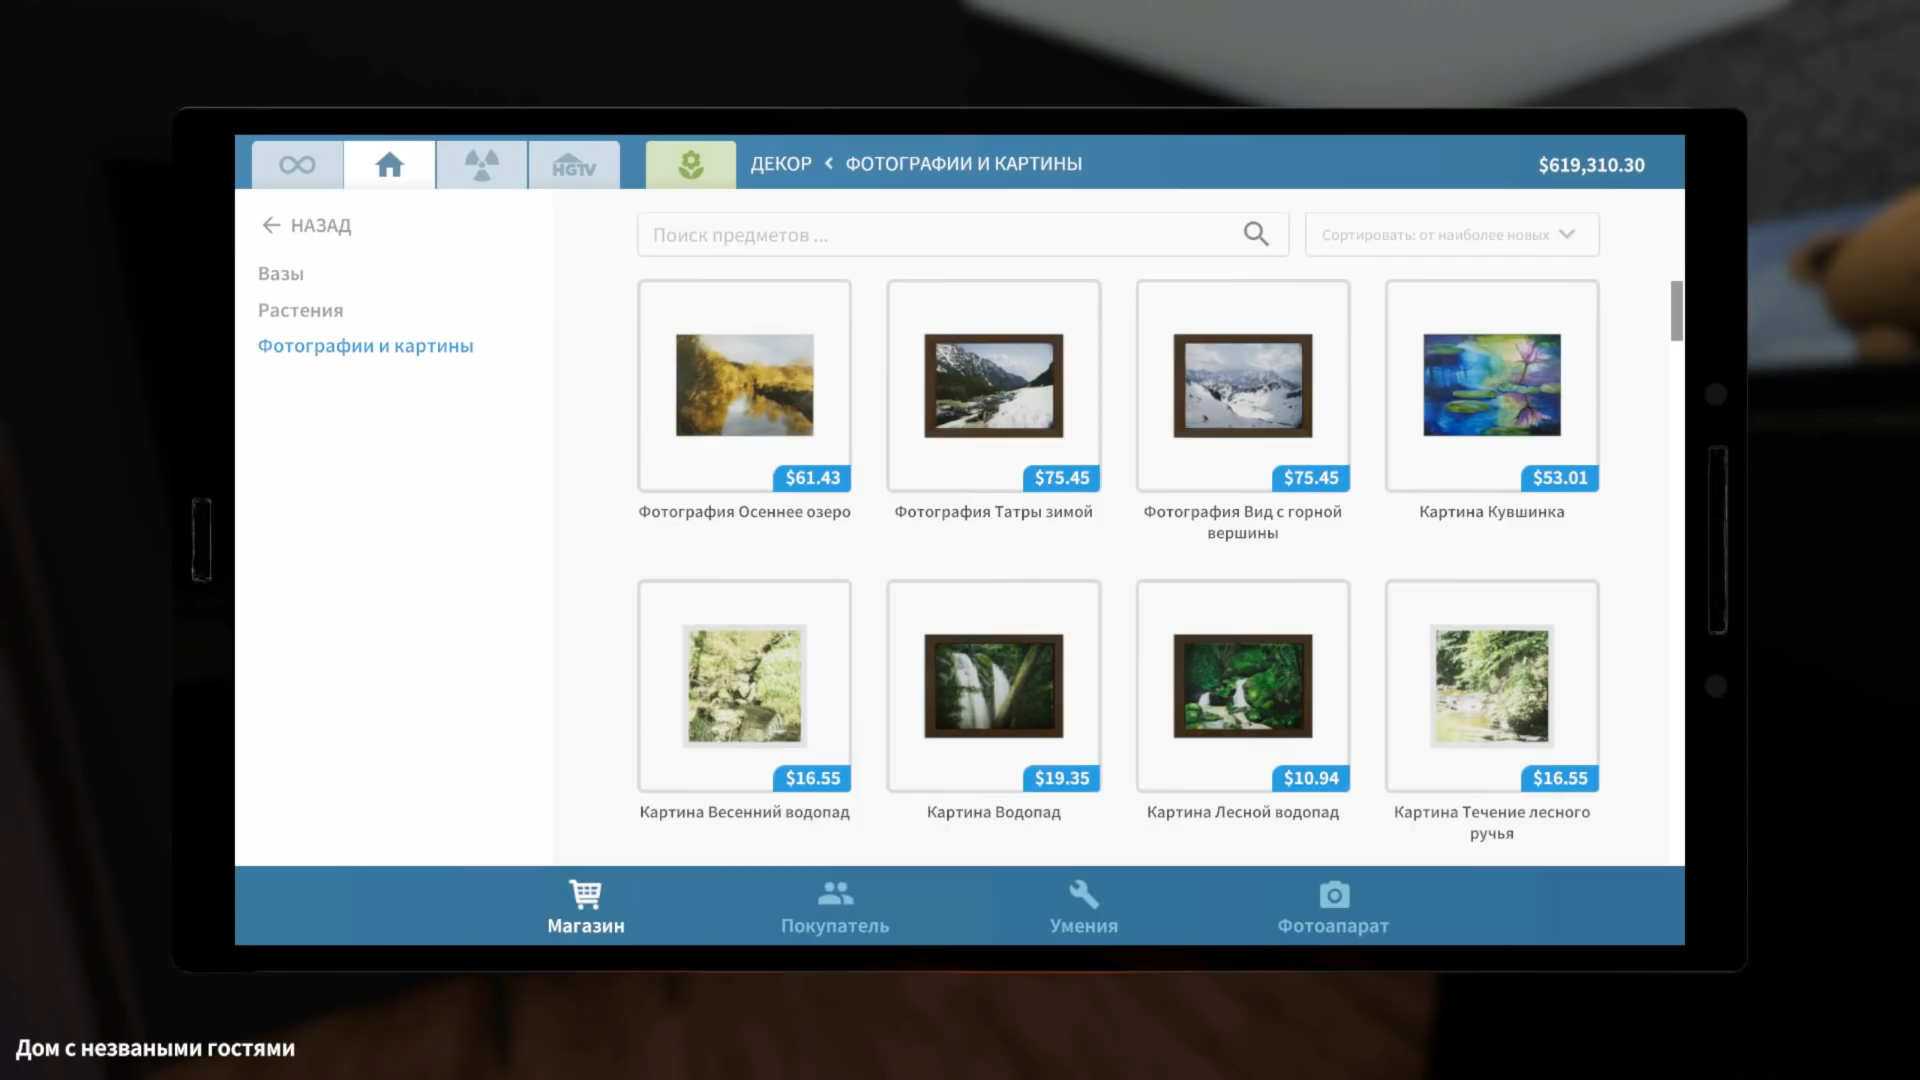 HGTV
ДЕКОР < ФОТОГРАФИИ И КАРТИНЫ
$619,310.30
НАЗАД
Вазы
Растения
Фотографии и картины
Поиск предметов ...
Сортировать: от наиболее новых
$61.43
$75.45
$75.45
$53.01
Фотография Осеннее озеро
Фотография Татры зимой
Фотография Вид с горной
вершины
Картина Кувшинка
$16.55
$19.35
$10.94
$16.55
Картина Весенний водопад
Картина Водопад
Картина Лесной водопад
Картина Течение лесного
ручья
Магазин
Покупатель
Умения
Фотоапарат
Дом с незваными гостями